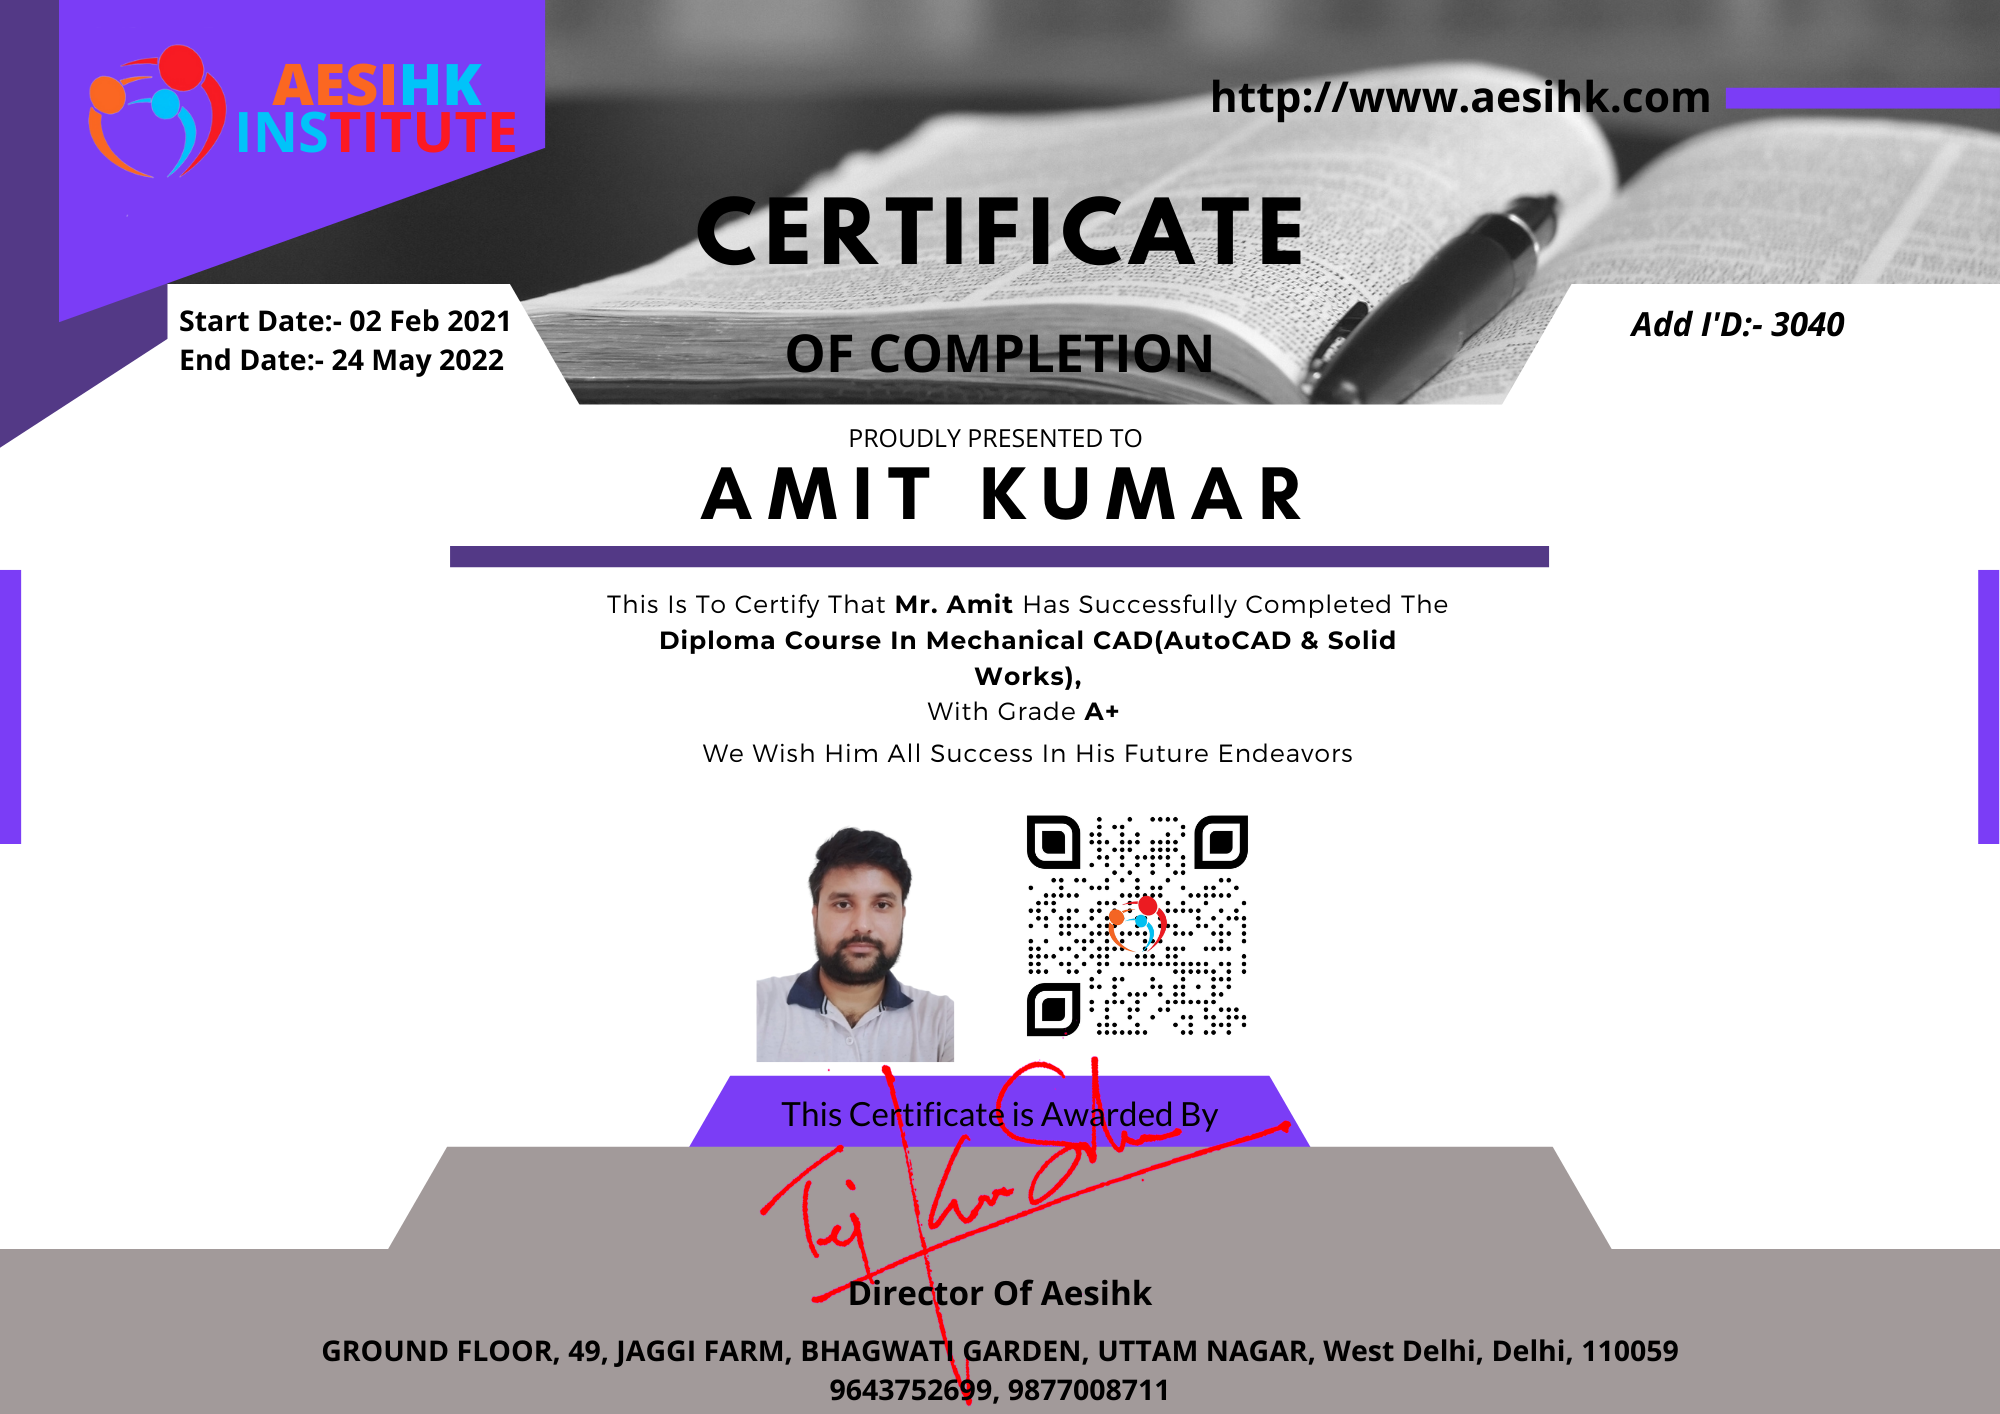 AESIHK
INSTITUTE
http://www.aesihk.com
CERTIFICATE
OF COMPLETION
Start Date:- 02 Feb 2021
End Date:- 24 May 2022
Add I'D:- 3040
PROUDLY PRESENTED TO
AMIT KUMAR
This Is To Certify That Mr. Amit Has Successfully Completed The
Diploma Course In Mechanical CAD(AutoCAD & Solid
Works),
With Grade A+
We Wish Him All Success In His Future Endeavors
This Certificate is Awarded By
Director Of Aesihk
GROUND FLOOR, 49, JAGGI FARM, BHAGWATI GARDEN, UTTAM NAGAR, West Delhi, Delhi, 110059
9643752699, 9877008711